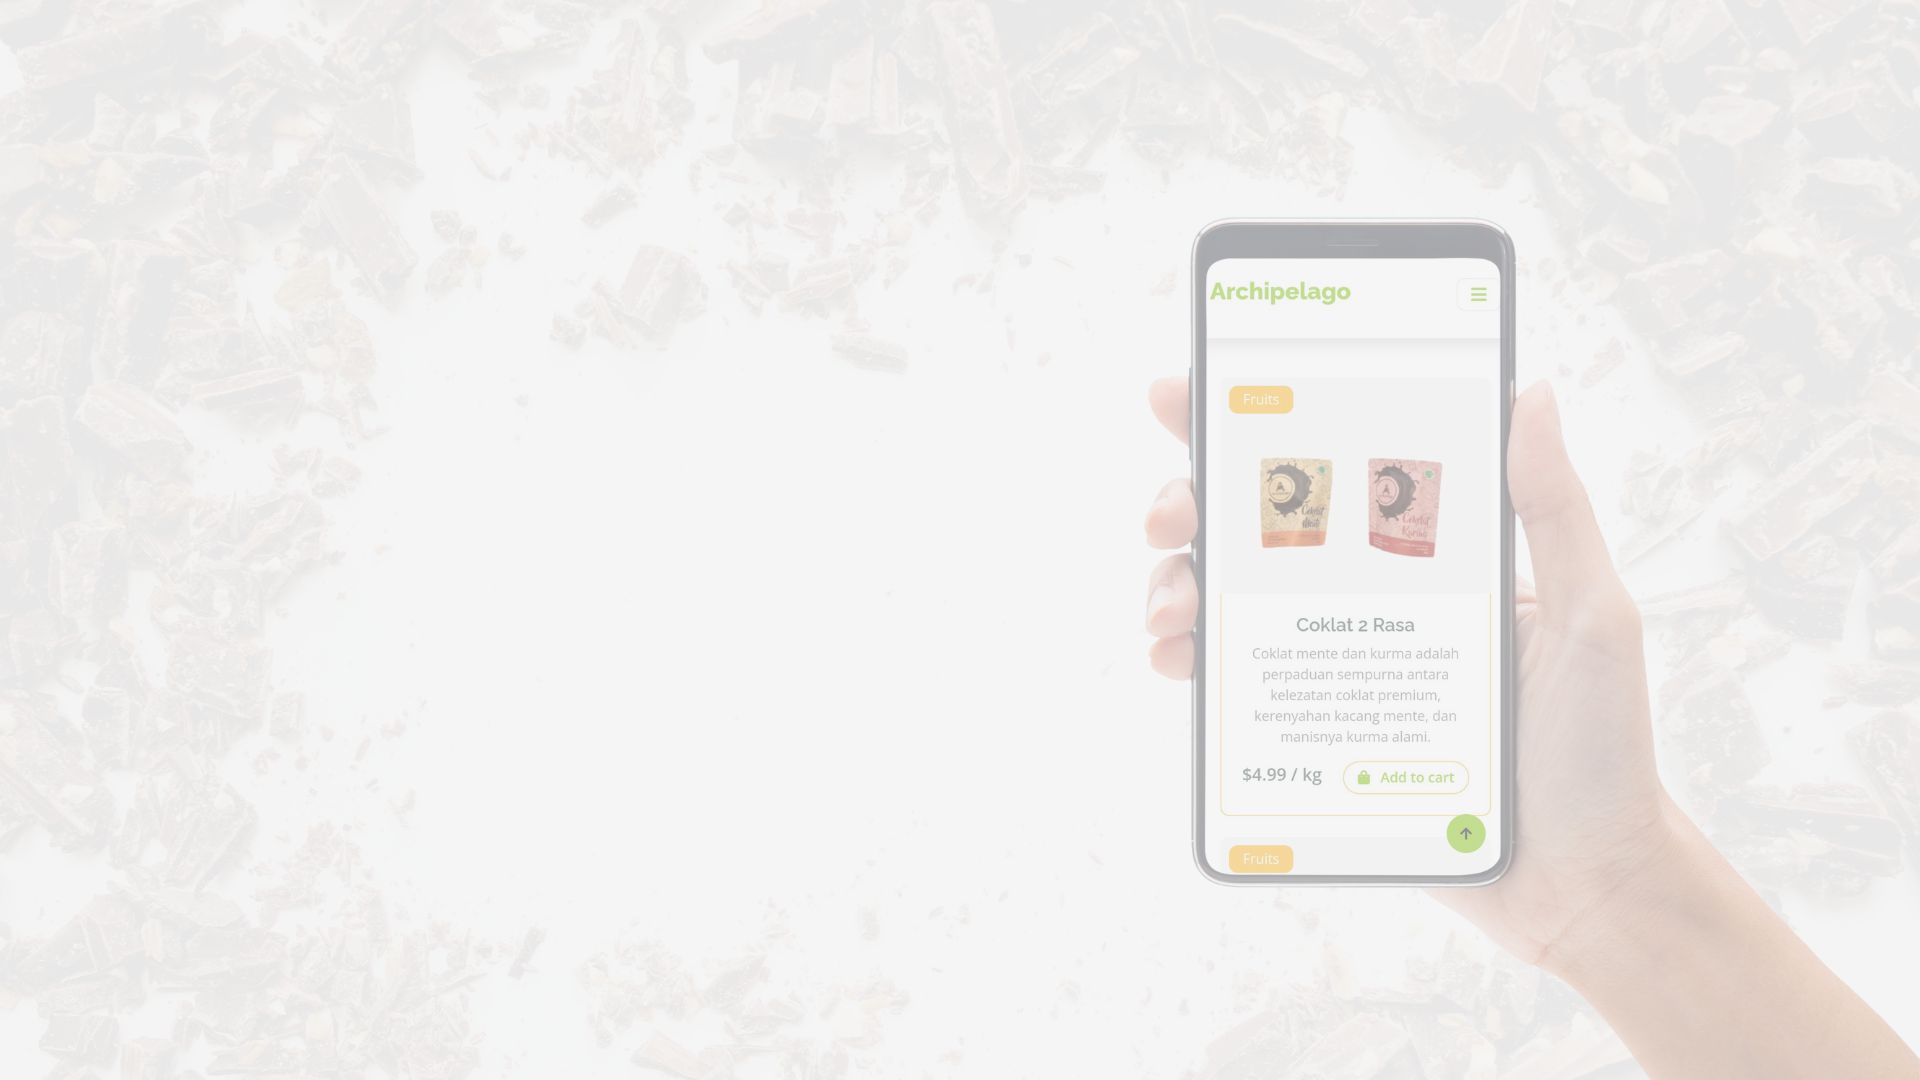 Archipelago
Fruits
Coklat
Mente
Coklat
Kurma
Coklat 2 Rasa
Coklat mente dan kurma adalah
perpaduan sempurna antara
kelezatan coklat premium,
kerenyahan kacang mente, dan
manisnya kurma alami.
$4.99 / kg
Add to cart
Fruits